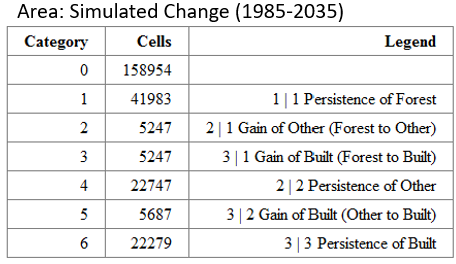 Area: Simulated Change (1985-2035)
Category Cells Legend
0 158954
1 41983 1 | 1 Persistence of Forest
2 5247 2 | 1 Gain of Other (Forest to Other)
3 5247 3 | 1 Gain of Built (Forest to Built)
4 22747 2 | 2 Persistence of Other
5 5687 3 | 2 Gain of Built (Other to Built)
6 22279 3 | 3 Persistence of Built